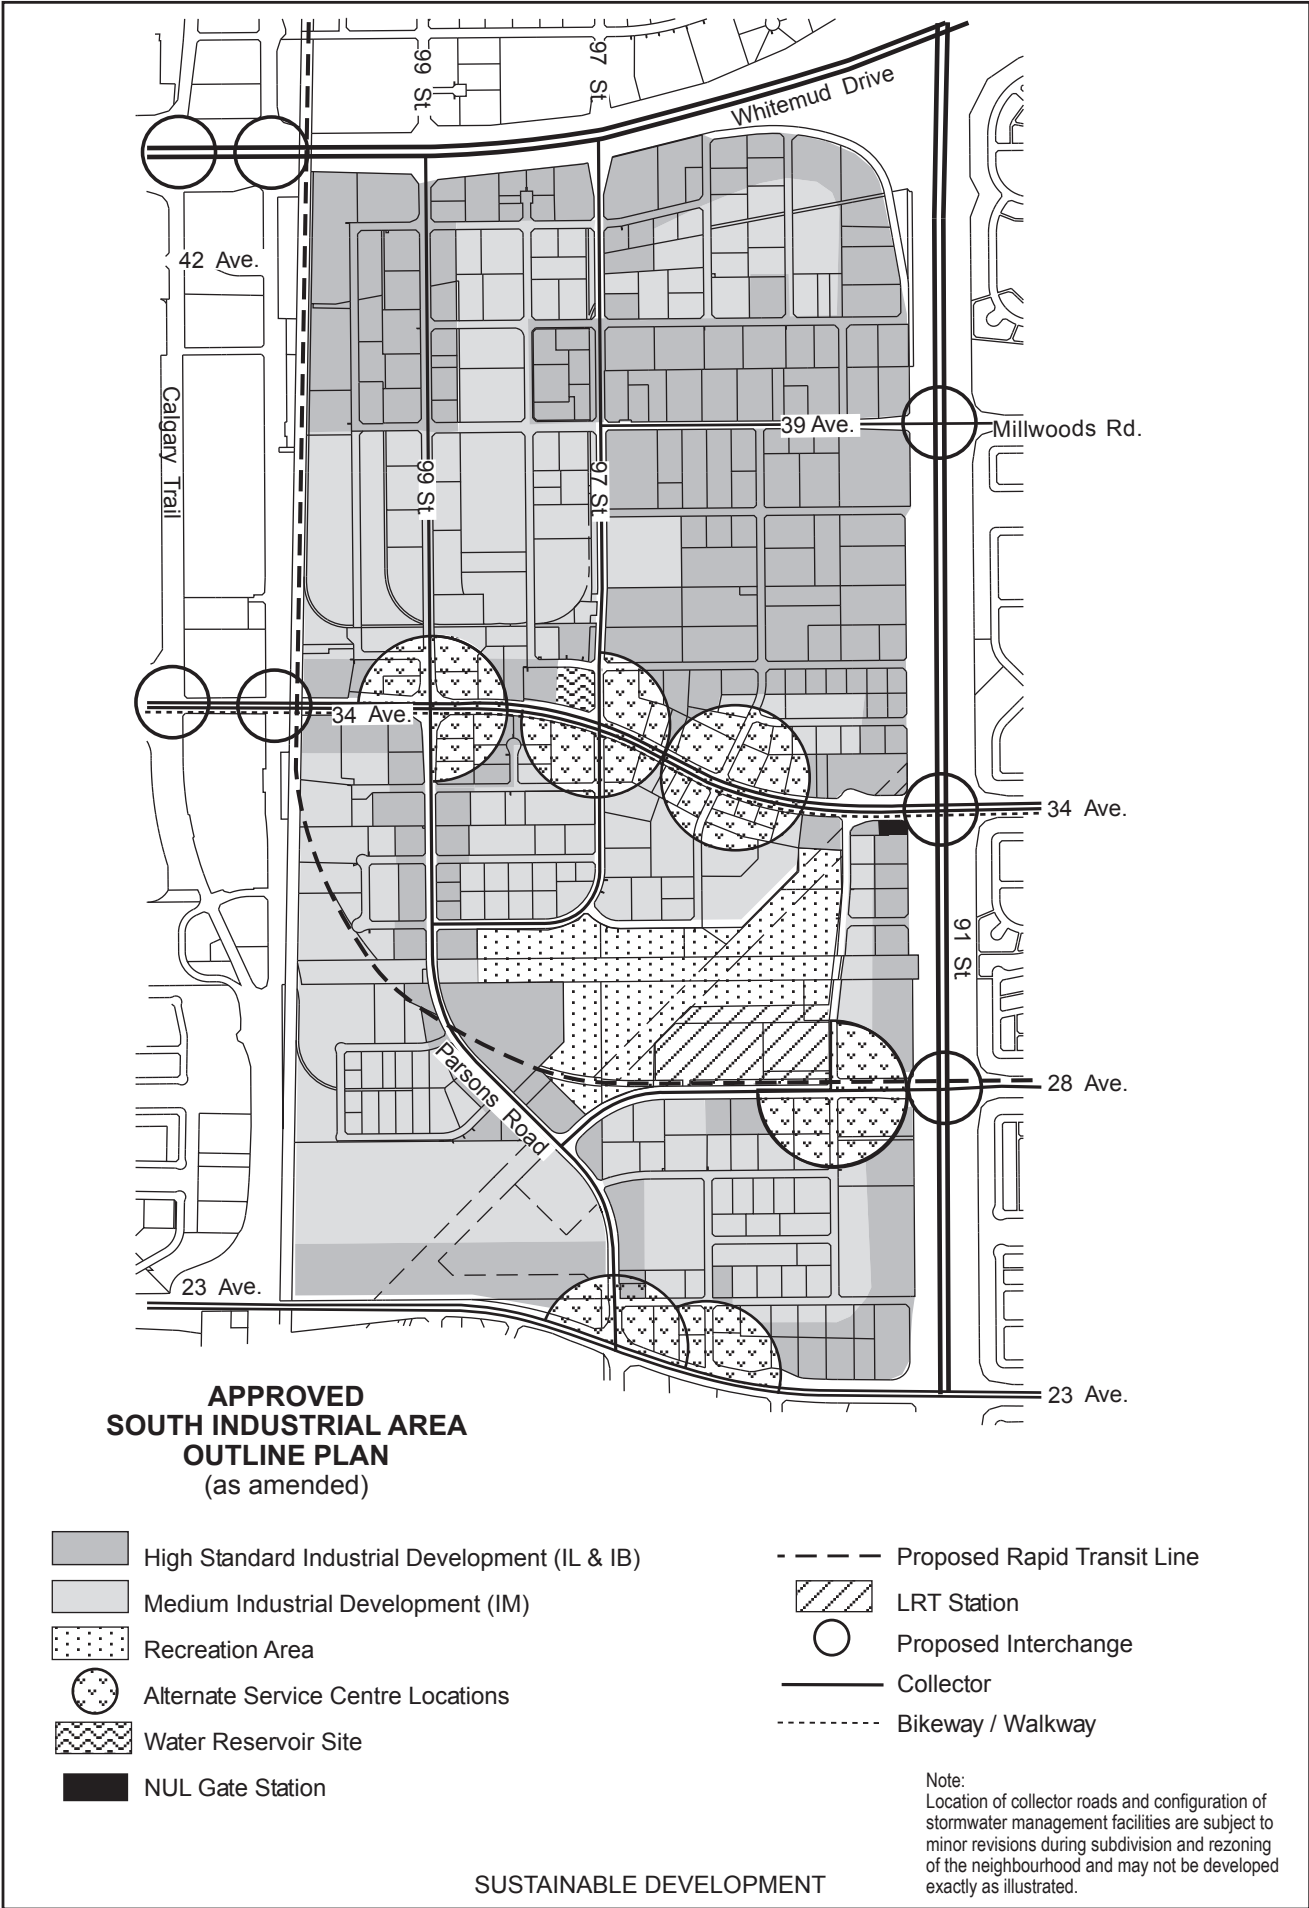 99 St
97 St
Whitemud Drive
42 Ave.
Calgary Trail
39 Ave.
Millwoods Rd.
99 St
97 St
34 Ave.
34 Ave.
91 St
28 Ave.
Parsons Road
23 Ave.
23 Ave.
APPROVED
SOUTH INDUSTRIAL AREA
OUTLINE PLAN
(as amended)
High Standard Industrial Development (IL & IB)
Medium Industrial Development (IM)
Recreation Area
Alternate Service Centre Locations
Water Reservoir Site
NUL Gate Station
Proposed Rapid Transit Line
LRT Station
Proposed Interchange
Collector
Bikeway / Walkway
Note:
Location of collector roads and configuration of
stormwater management facilities are subject to
minor revisions during subdivision and rezoning
of the neighbourhood and may not be developed
exactly as illustrated.
SUSTAINABLE DEVELOPMENT